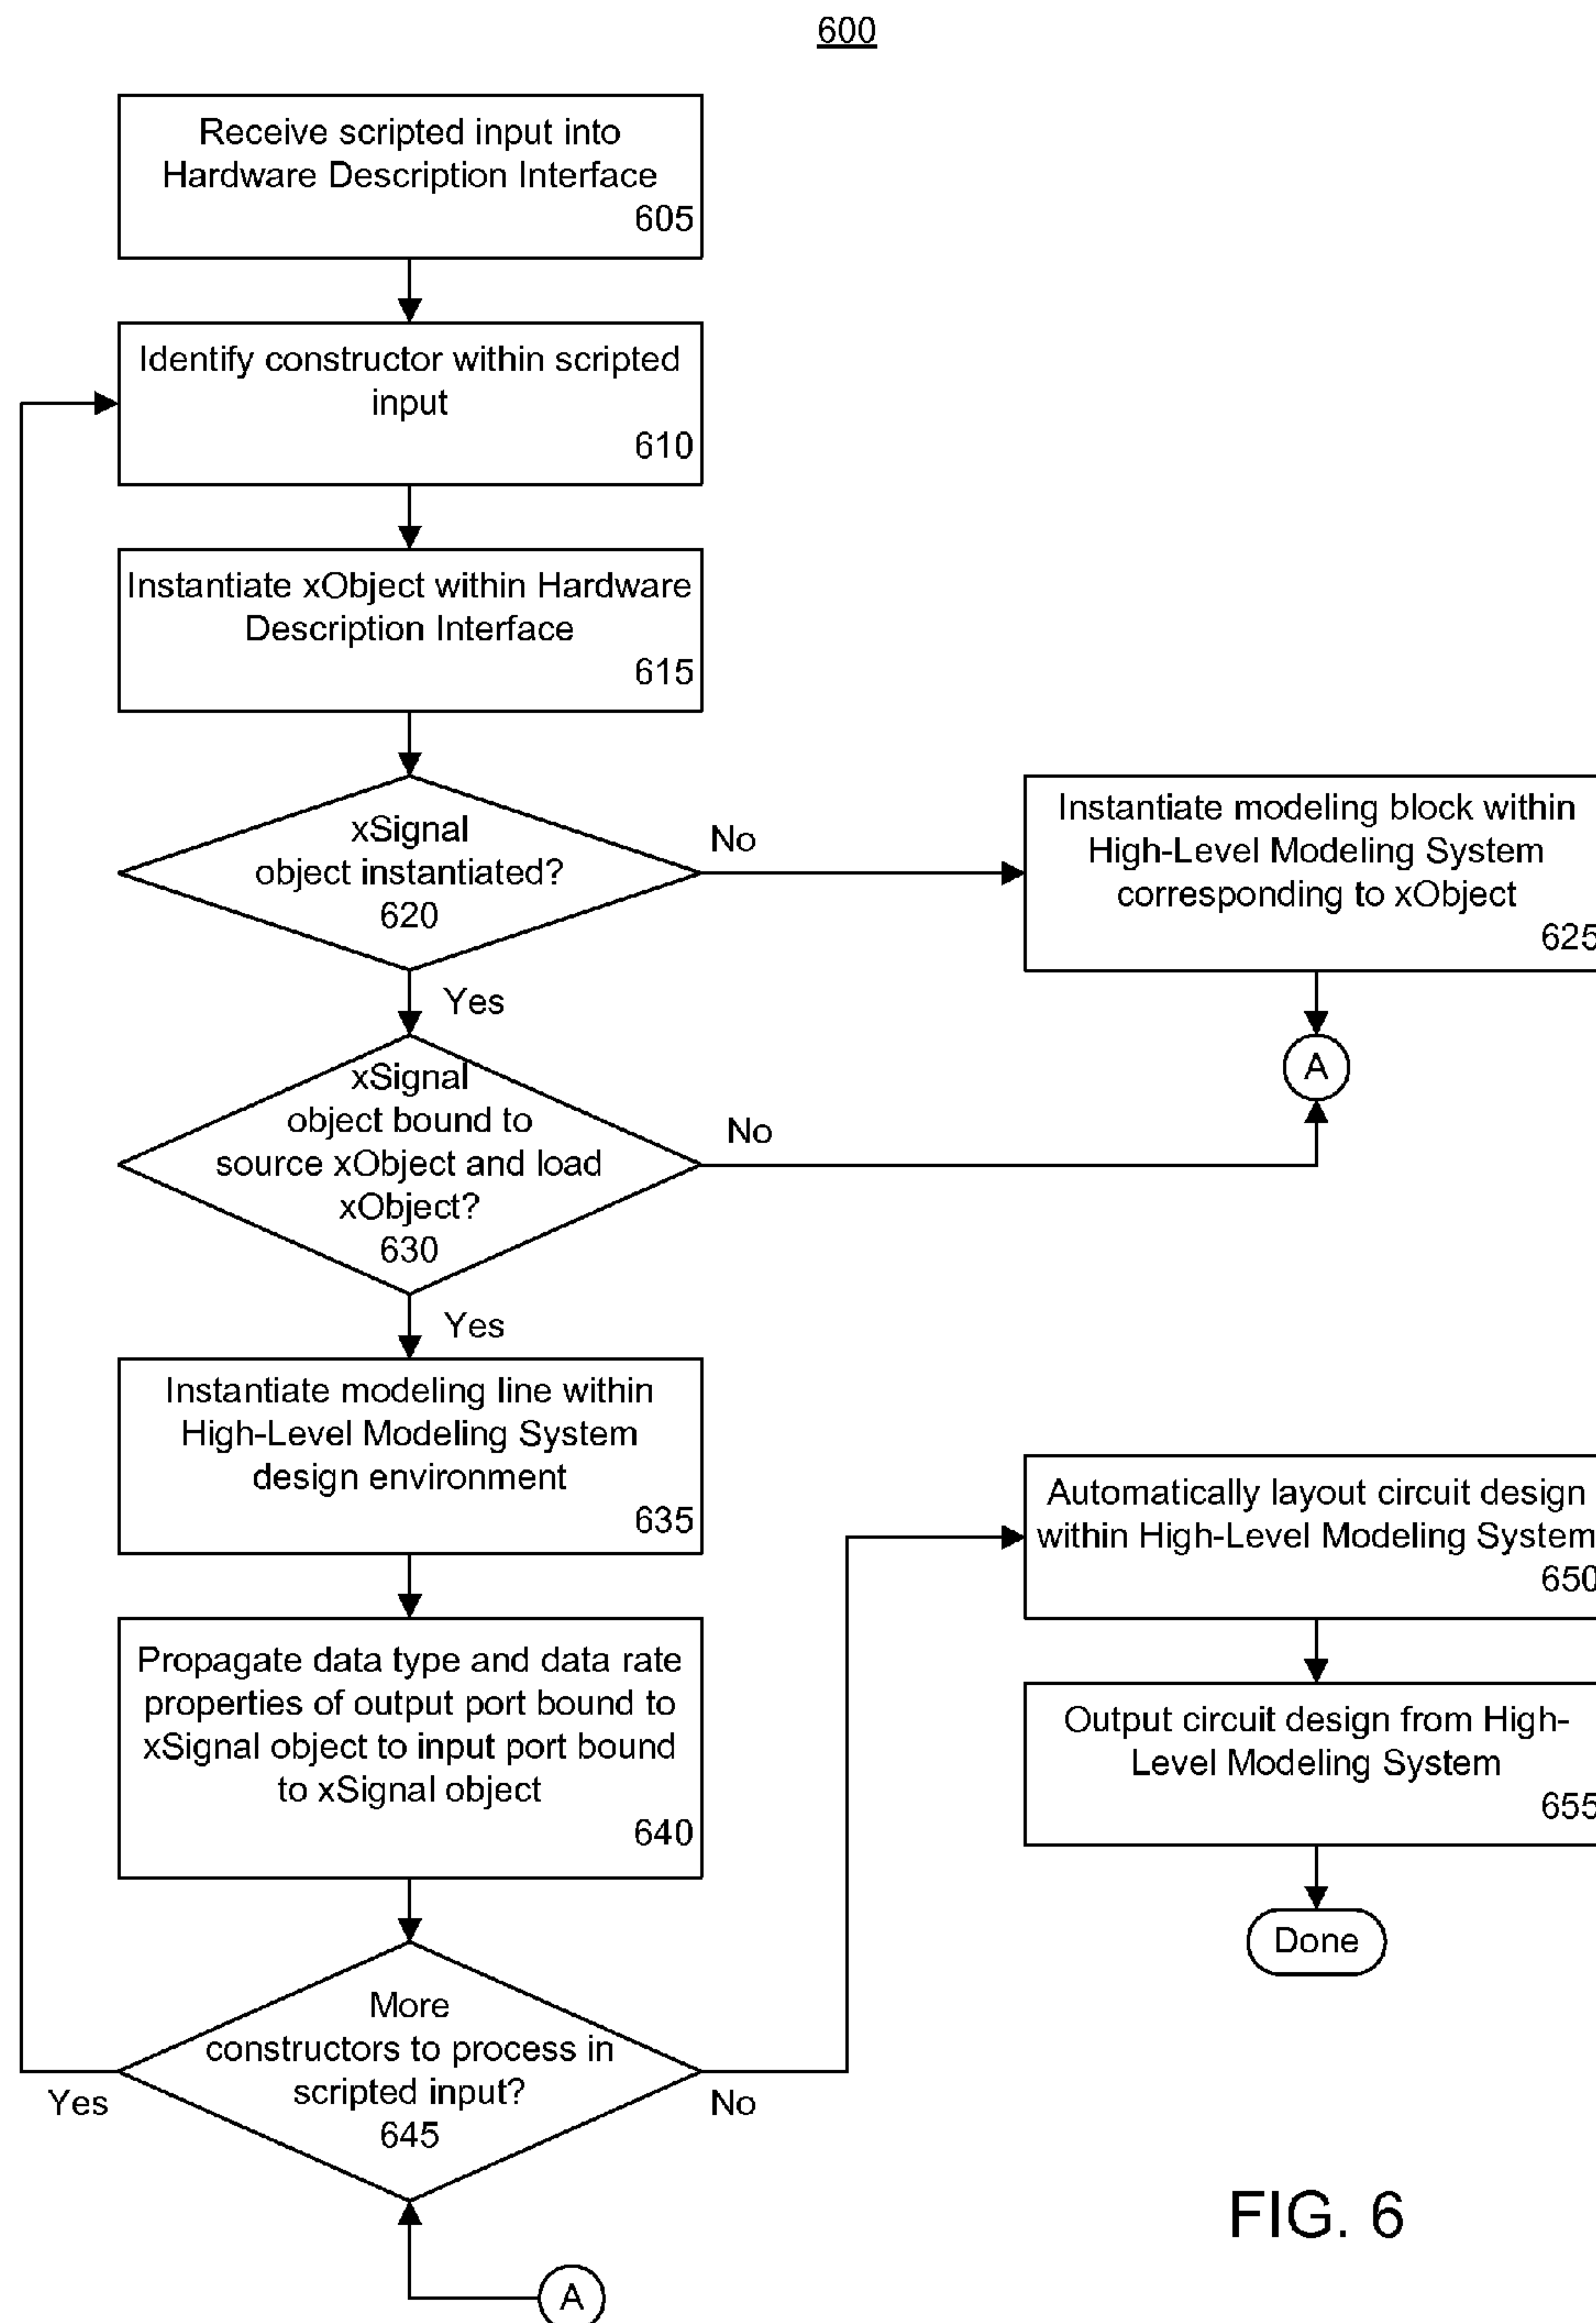 600
Receive scripted input into
Hardware Description Interface
605
Identify constructor within scripted
input
610
Instantiate xObject within Hardware
Description Interface
615
xSignal
object instantiated?
620
No
Yes
Instantiate modeling block within
High-Level Modeling System
corresponding to xObject
625
A
xSignal
object bound to
source xObject and load
xObject?
630
No
Yes
Instantiate modeling line within
High-Level Modeling System
design environment
635
Propagate data type and data rate
properties of output port bound to
xSignal object to input port bound
to xSignal object
640
More
constructors to process in
scripted input?
645
Yes
No
A
Automatically layout circuit design
within High-Level Modeling System
650
Output circuit design from High-
Level Modeling System
655
Done
FIG. 6